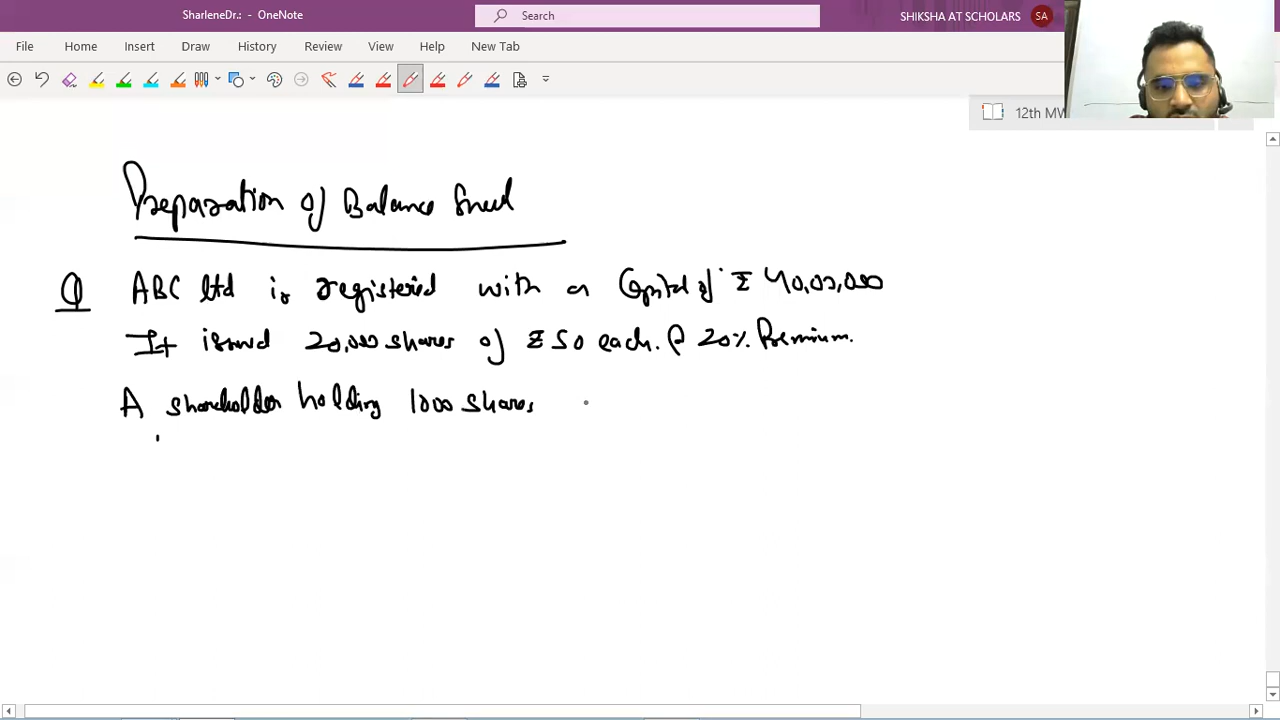 SharleneDr.: - OneNote
Search
SHIKSHA AT SCHOLARS
SA
File Home Insert Draw History Review View Help New Tab
12th MW
Preparation of Balance Sheet
Q ABC Ltd is registered with a Capital of ₹ 40,00,000
It issued 20,000 shares of ₹ 50 each. @ 20% Premium.
A shareholder holding 1000 shares